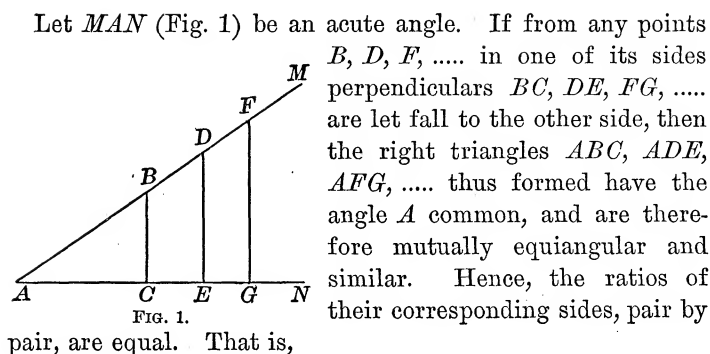 Let MAN (Fig. 1) be an acute angle. If from any points
B, D, F, ..... in one of its sides
perpendiculars BC, DE, FG, .....
are let fall to the other side, then
the right triangles ABC, ADE,
AFG, ..... thus formed have the
angle A common, and are there-
fore mutually equiangular and
similar. Hence, the ratios of
their corresponding sides, pair by
pair, are equal. That is,
M
F
D
B
A C E G N
FIG. 1.